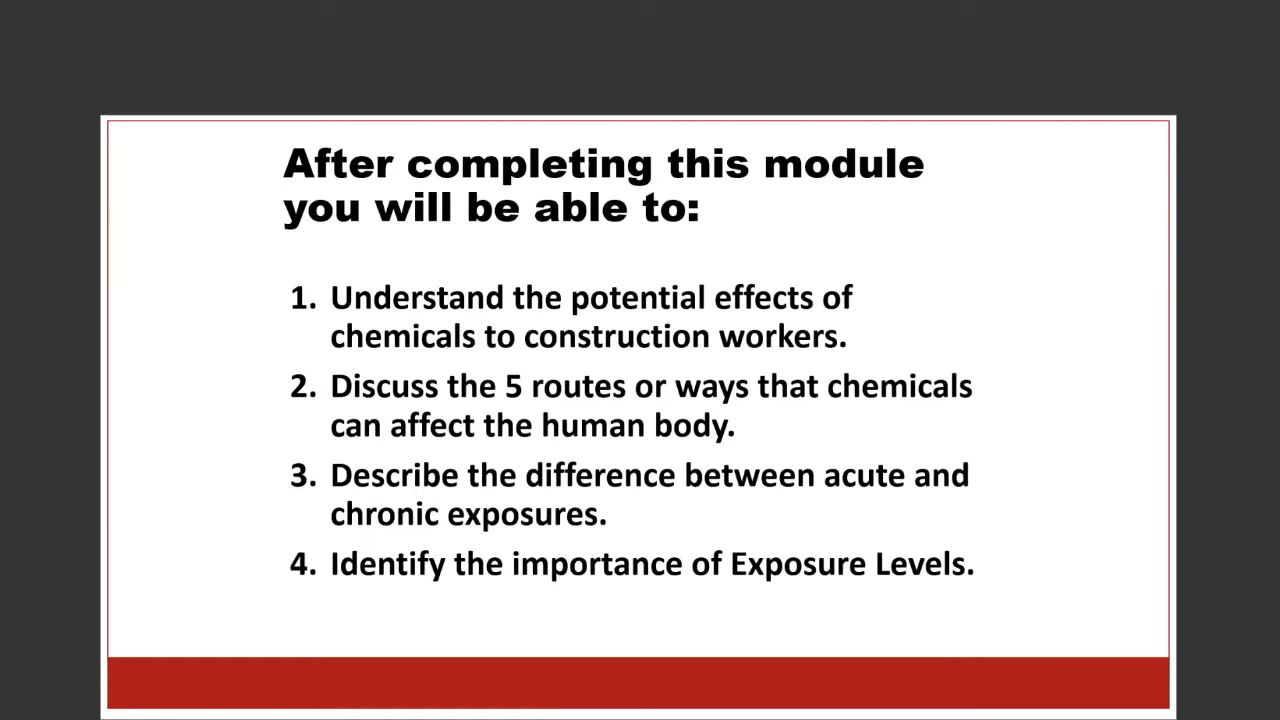 After completing this module
you will be able to:
1. Understand the potential effects of
chemicals to construction workers.
2. Discuss the 5 routes or ways that chemicals
can affect the human body.
3. Describe the difference between acute and
chronic exposures.
4. Identify the importance of Exposure Levels.